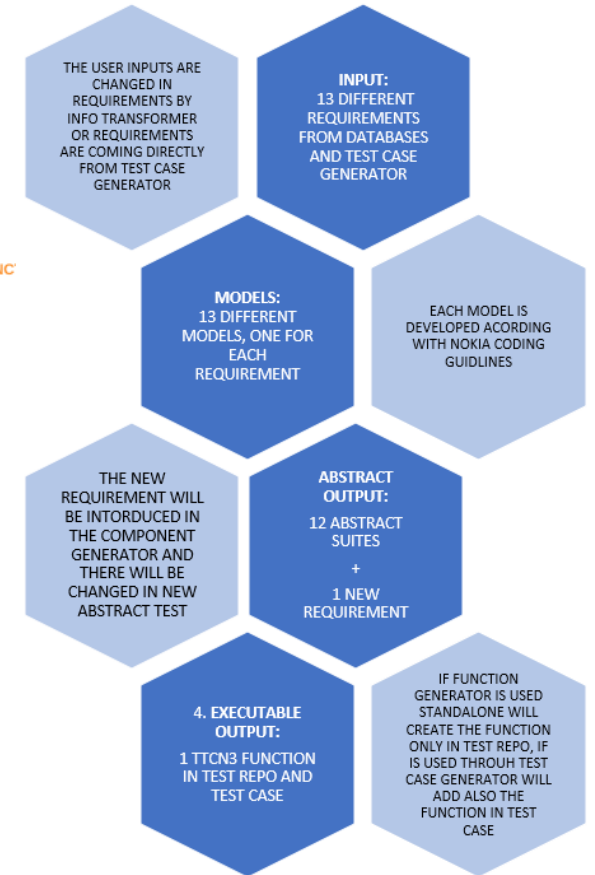 THE USER INPUTS ARE
CHANGED IN
REQUIREMENTS BY
INFO TRANSFORMER
OR REQUIREMENTS
ARE COMING DIRECTLY
FROM TEST CASE
GENERATOR
INPUT:
13 DIFFERENT
REQUIREMENTS
FROM DATABASES
AND TEST CASE
GENERATOR
MODELS:
13 DIFFERENT
MODELS, ONE FOR
EACH
REQUIREMENT
EACH MODEL IS
DEVELOPED ACORDING
WITH NOKIA CODING
GUIDLINES
THE NEW
REQUIREMENT WILL
BE INTORDUCED IN
THE COMPONENT
GENERATOR AND
THERE WILL BE
CHANGED IN NEW
ABSTRACT TEST
ABSTRACT
OUTPUT:
12 ABSTRACT
SUITES
+
1 NEW
REQUIREMENT
4. EXECUTABLE
OUTPUT:
1 TTCN3 FUNCTION
IN TEST REPO AND
TEST CASE
IF FUNCTION
GENERATOR IS USED
STANDALONE WILL
CREATE THE FUNCTION
ONLY IN TEST REPO, IF
IS USED THROUH TEST
CASE GENERATOR WILL
ADD ALSO THE
FUNCTION IN TEST
CASE